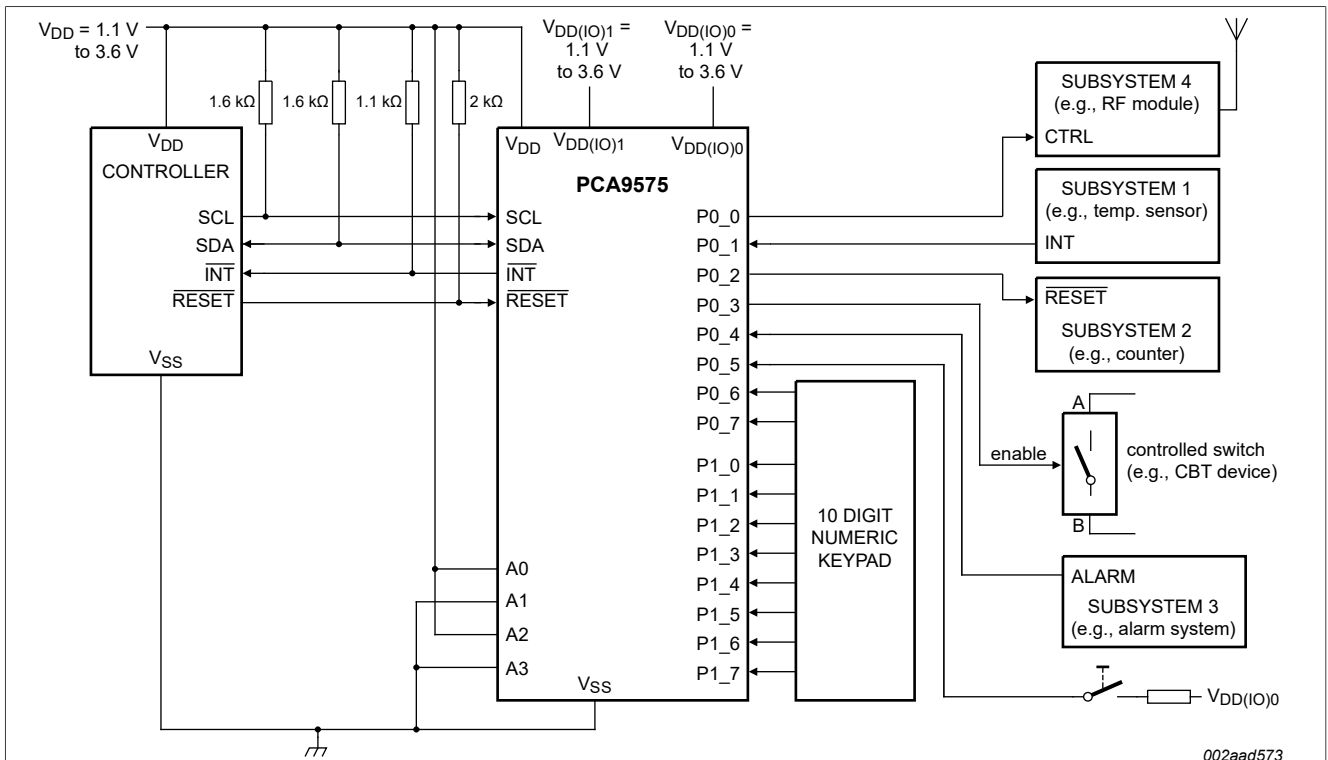 VDD = 1.1 V
to 3.6 V
VDD(IO)1 =
1.1 V
to 3.6 V
VDD(IO)0 =
1.1 V
to 3.6 V
1.6 kΩ
1.6 kΩ
1.1 kΩ
2 kΩ
VDD
CONTROLLER
SCL
SDA
INT
RESET
VSS
VDD
VDD(IO)1
VDD(IO)0
PCA9575
SCL
SDA
INT
RESET
A0
A1
A2
A3
VSS
P0_0
P0_1
P0_2
P0_3
P0_4
P0_5
P0_6
P0_7
P1_0
P1_1
P1_2
P1_3
P1_4
P1_5
P1_6
P1_7
10 DIGIT
NUMERIC
KEYPAD
SUBSYSTEM 4
(e.g., RF module)
CTRL
SUBSYSTEM 1
(e.g., temp. sensor)
INT
RESET
SUBSYSTEM 2
(e.g., counter)
A
enable
controlled switch
(e.g., CBT device)
B
ALARM
SUBSYSTEM 3
(e.g., alarm system)
VDD(IO)0
002aad573